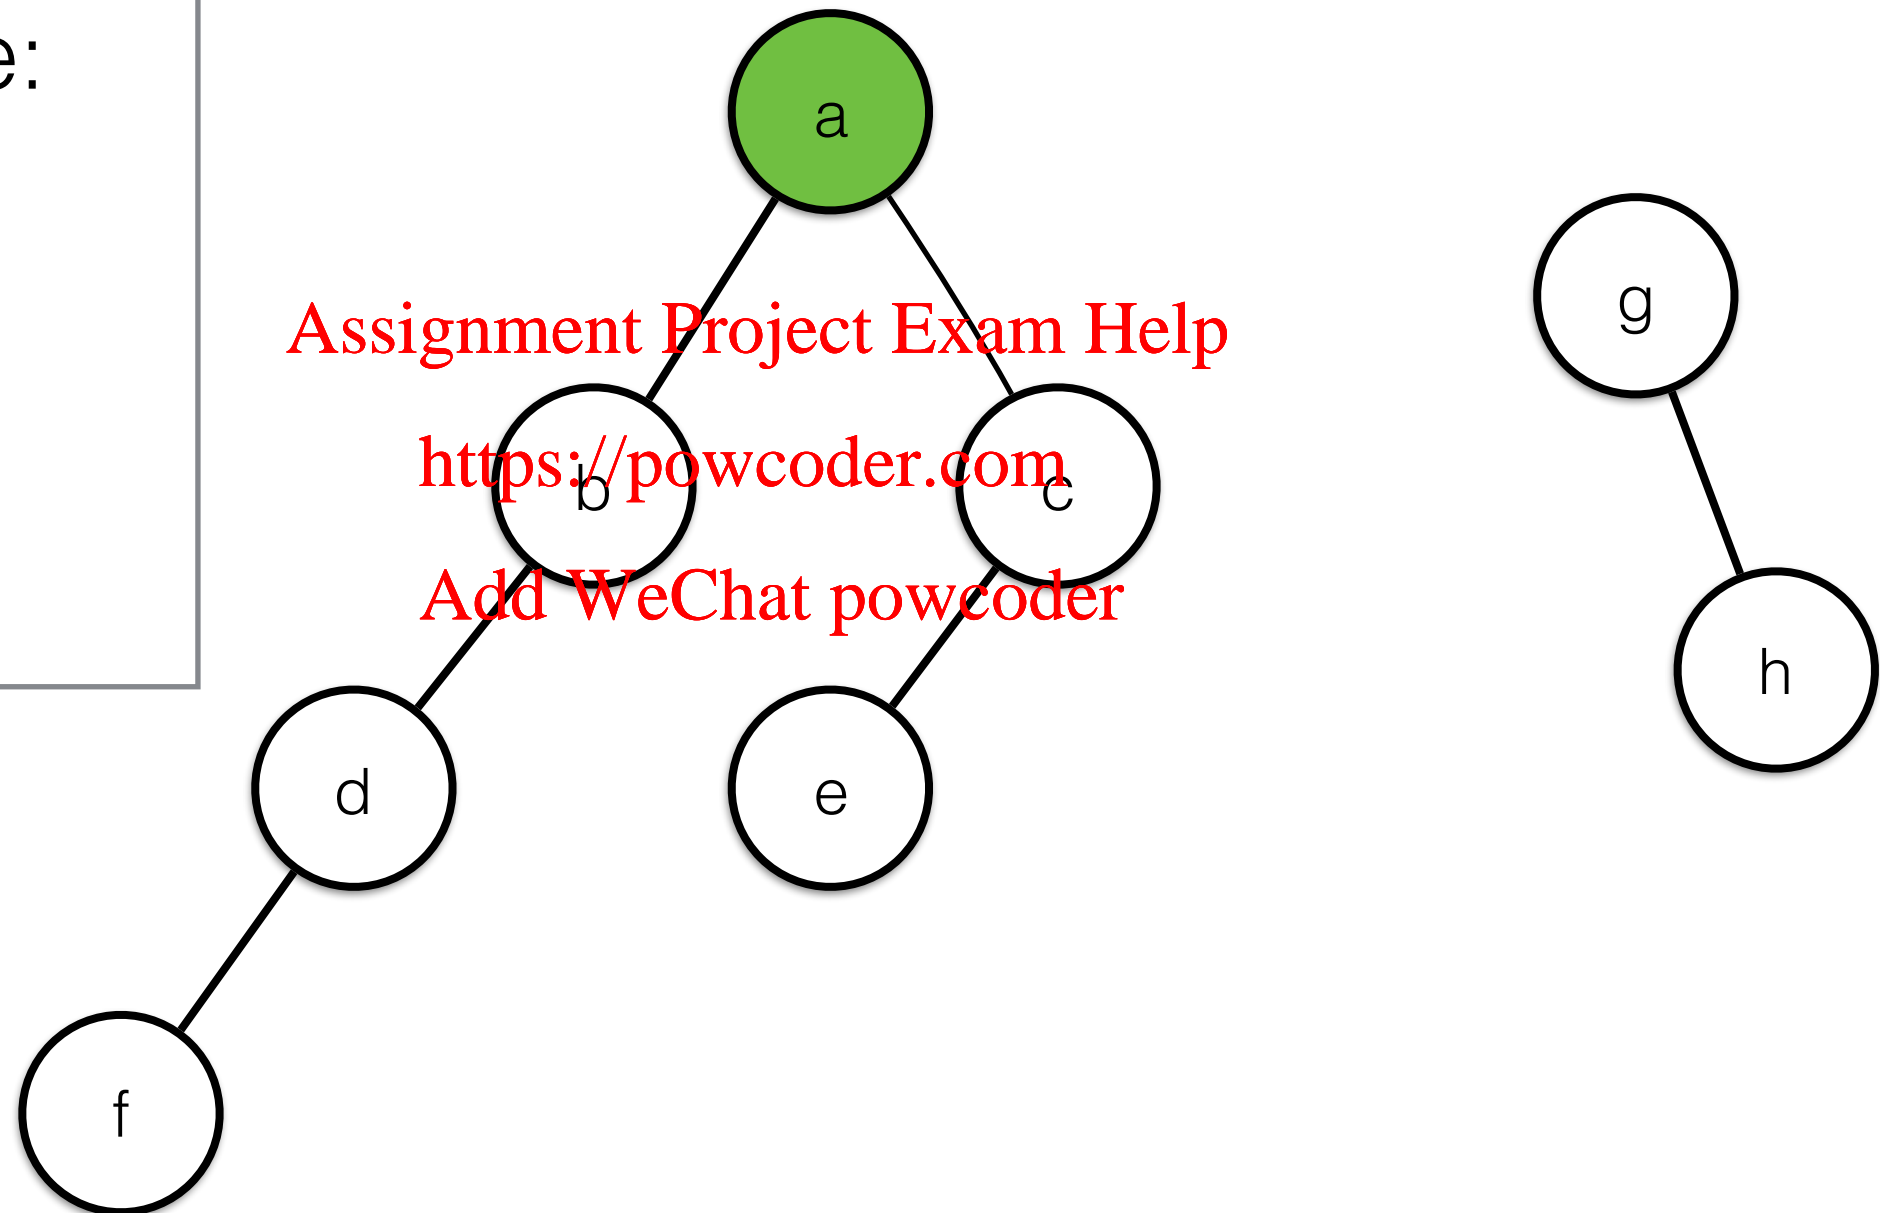 e:
a
g
Assignment Project Exam Help
https://powcoder.com
b
c
Add WeChat powcoder
h
d
e
f